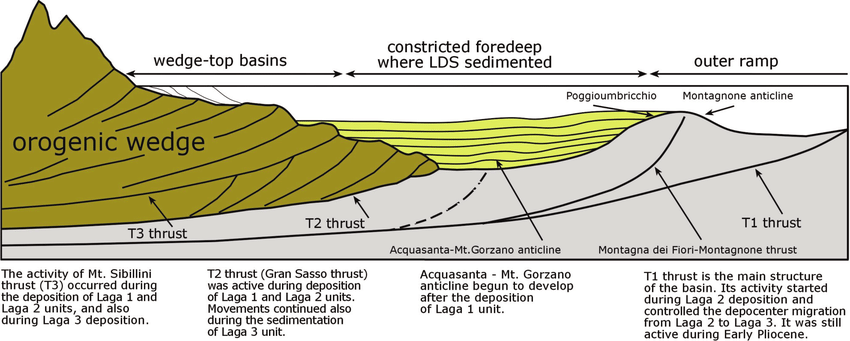 wedge-top basins
constricted foredeep
where LDS sedimented
outer ramp
Poggioumbricchio
Montagnone anticline
orogenic wedge
T3 thrust
T2 thrust
T1 thrust
Acquasanta-Mt.Gorzano anticline
Montagna dei Fiori-Montagnone thrust
The activity of Mt. Sibillini
thrust (T3) occurred during
the deposition of Laga 1 and
Laga 2 units, and also
during Laga 3 deposition.
T2 thrust (Gran Sasso thrust)
was active during deposition
of Laga 1 and Laga 2 units.
Movements continued also
during the sedimentation
of Laga 3 unit.
Acquasanta - Mt. Gorzano
anticline begun to develop
after the deposition
of Laga 1 unit.
T1 thrust is the main structure
of the basin. Its activity started
during Laga 2 deposition and
controlled the depocenter migration
from Laga 2 to Laga 3. It was still
active during Early Pliocene.